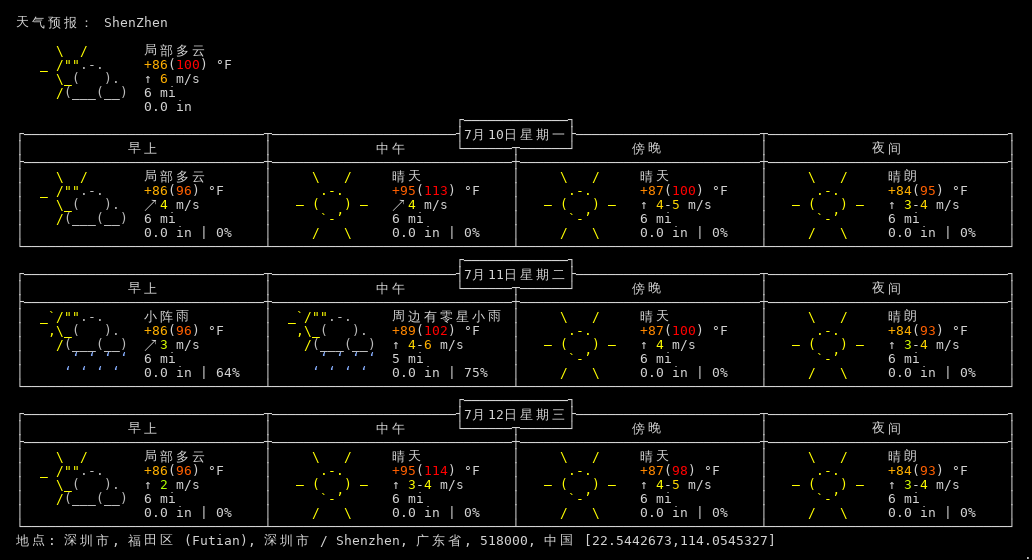 天气预报： ShenZhen
局部多云
+86(100) °F
↑ 6 m/s
6 mi
0.0 in
7月10日星期一
早上 中午 傍晚 夜间
局部多云 晴天 晴天 晴朗
+86(96) °F +95(113) °F +87(100) °F +84(95) °F
↗ 4 m/s ↗ 4 m/s ↑ 4-5 m/s ↑ 3-4 m/s
6 mi 6 mi 6 mi 6 mi
0.0 in | 0% 0.0 in | 0% 0.0 in | 0% 0.0 in | 0%
7月11日星期二
早上 中午 傍晚 夜间
小阵雨 周边有零星小雨 晴天 晴朗
+86(96) °F +89(102) °F +87(100) °F +84(93) °F
↗ 3 m/s ↑ 4-6 m/s ↑ 4 m/s ↑ 3-4 m/s
6 mi 5 mi 6 mi 6 mi
0.0 in | 64% 0.0 in | 75% 0.0 in | 0% 0.0 in | 0%
7月12日星期三
早上 中午 傍晚 夜间
局部多云 晴天 晴天 晴朗
+86(96) °F +95(114) °F +87(98) °F +84(93) °F
↑ 2 m/s ↑ 3-4 m/s ↑ 4-5 m/s ↑ 3-4 m/s
6 mi 6 mi 6 mi 6 mi
0.0 in | 0% 0.0 in | 0% 0.0 in | 0% 0.0 in | 0%
地点: 深圳市, 福田区 (Futian), 深圳市 / Shenzhen, 广东省, 518000, 中国 [22.5442673,114.0545327]